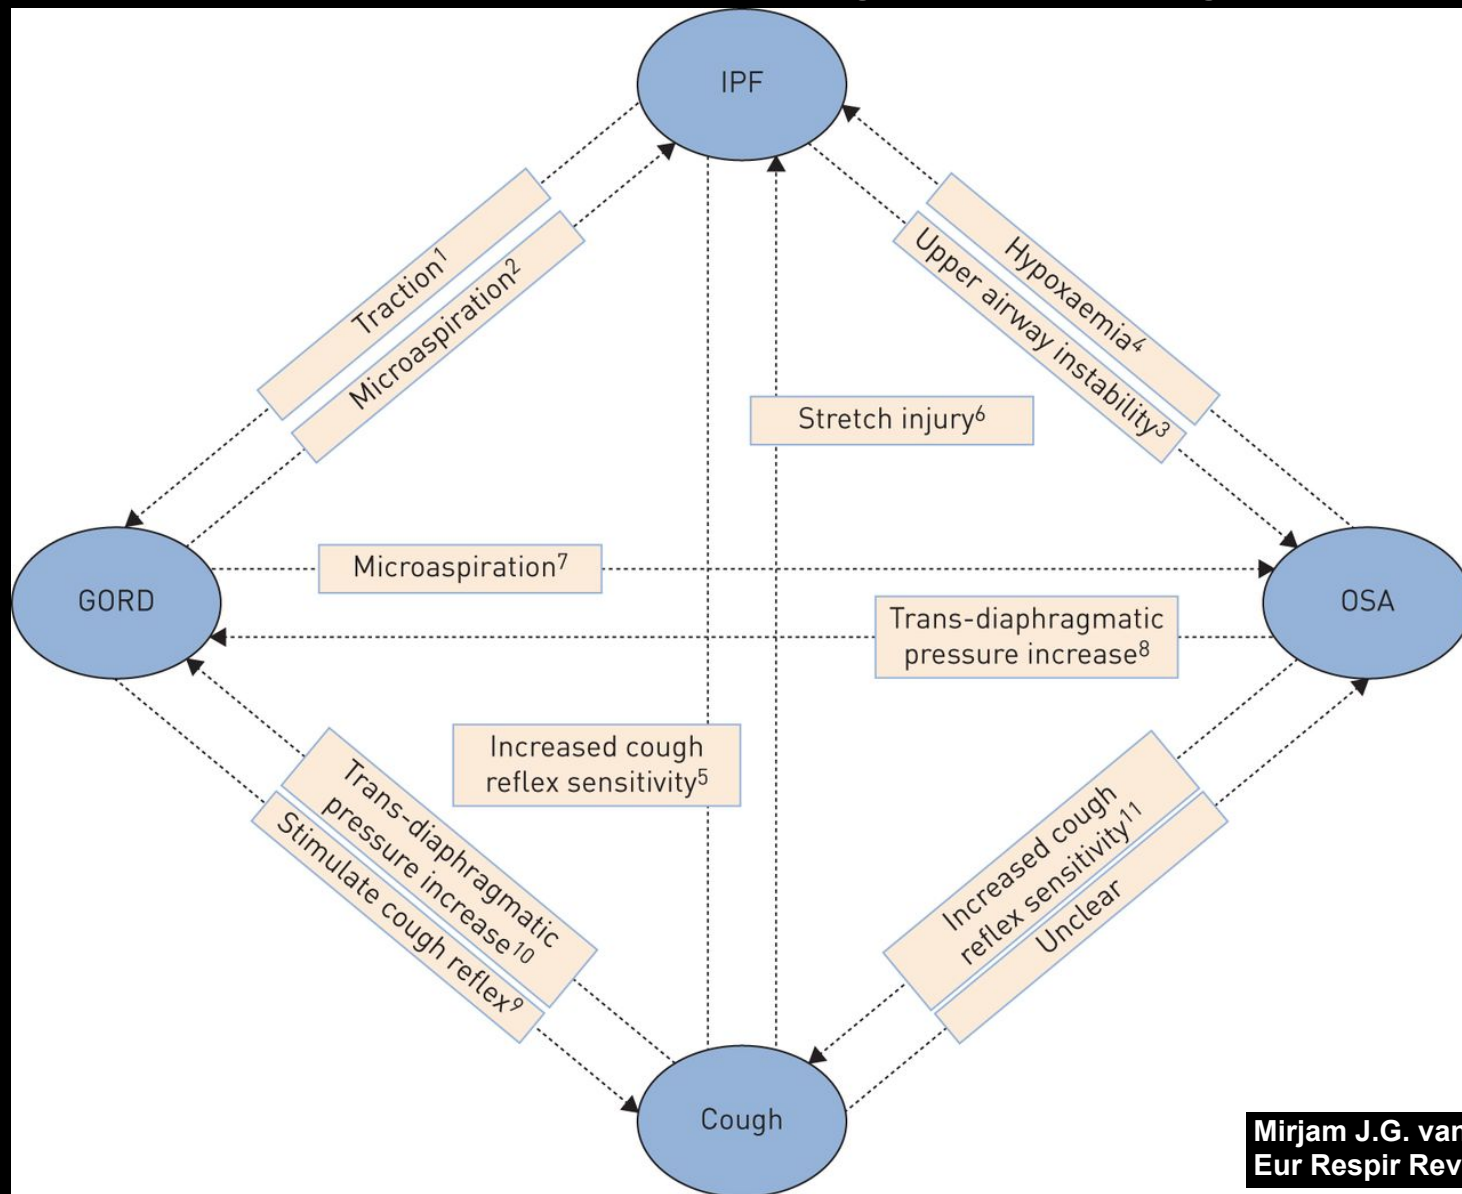 IPF
Traction1
Microaspiration2
Hypoxaemia4
Upper airway instability3
Stretch injury6
Microaspiration7
GORD
OSA
Trans-diaphragmatic
pressure increase8
Increased cough
reflex sensitivity5
Trans-diaphragmatic
pressure increase10
Stimulate cough reflex9
Increased cough
reflex sensitivity11
Unclear
Cough
Mirjam J.G. van
Eur Respir Rev